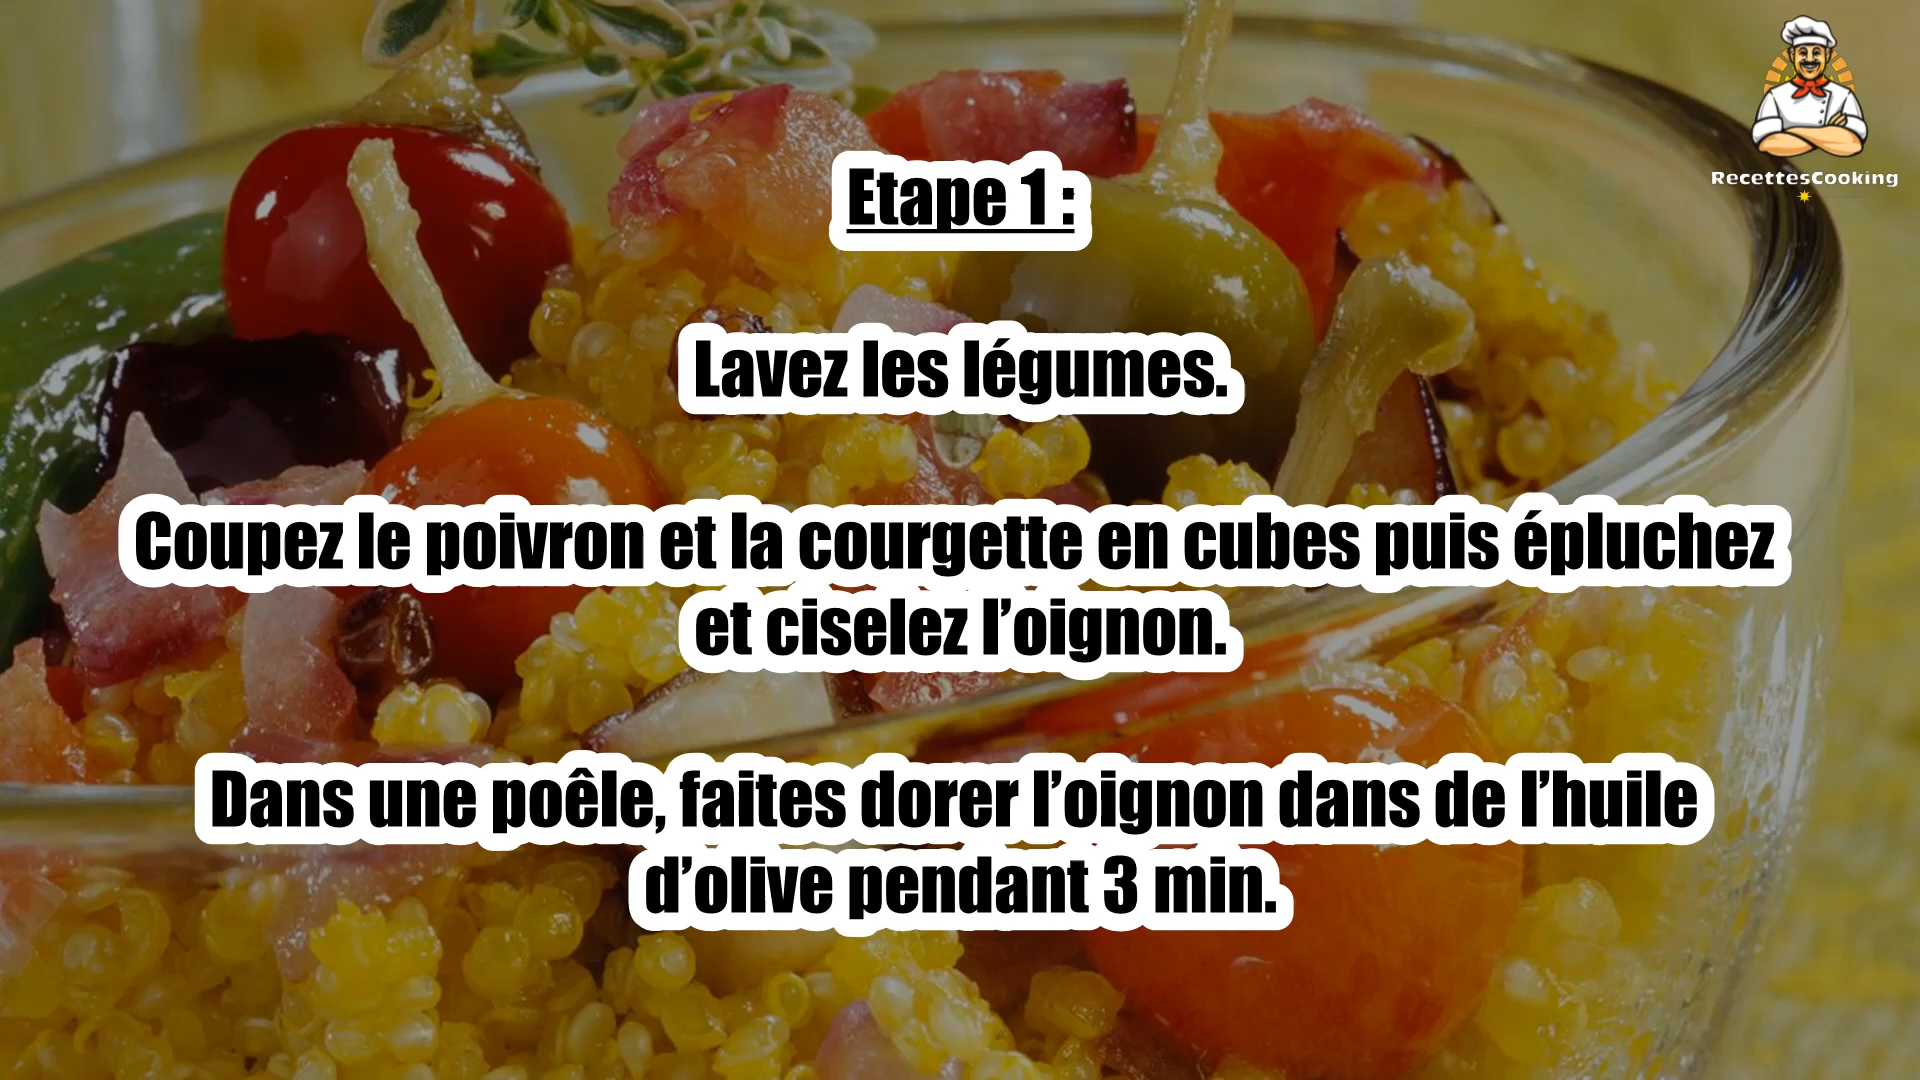 RecettesCooking
Etape 1 :
Lavez les légumes.
Coupez le poivron et la courgette en cubes puis épluchez
et ciselez l’oignon.
Dans une poêle, faites dorer l’oignon dans de l’huile
d’olive pendant 3 min.